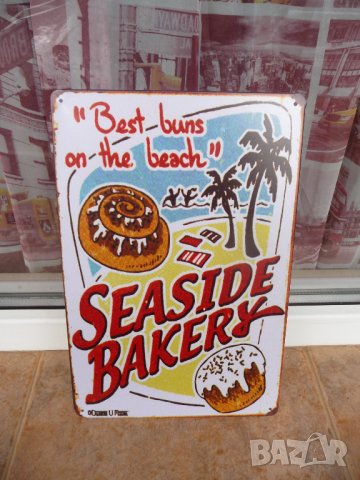 "Best buns
on the beach"
SEASIDE
BAKERY
BAZAR